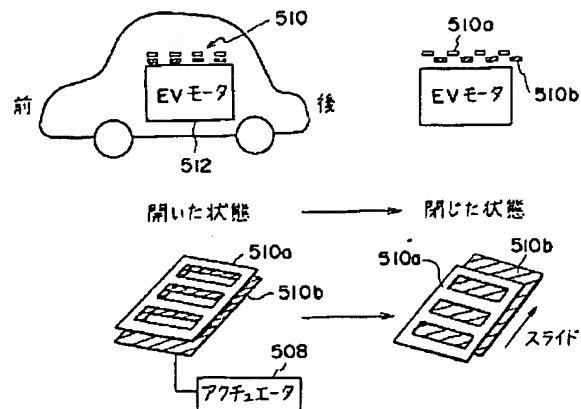 510
510a
510b
前
EVモータ
後
EVモータ
512
開いた状態
閉じた状態
510a
510b
510a
510b
スライド
508
アクチュエータ